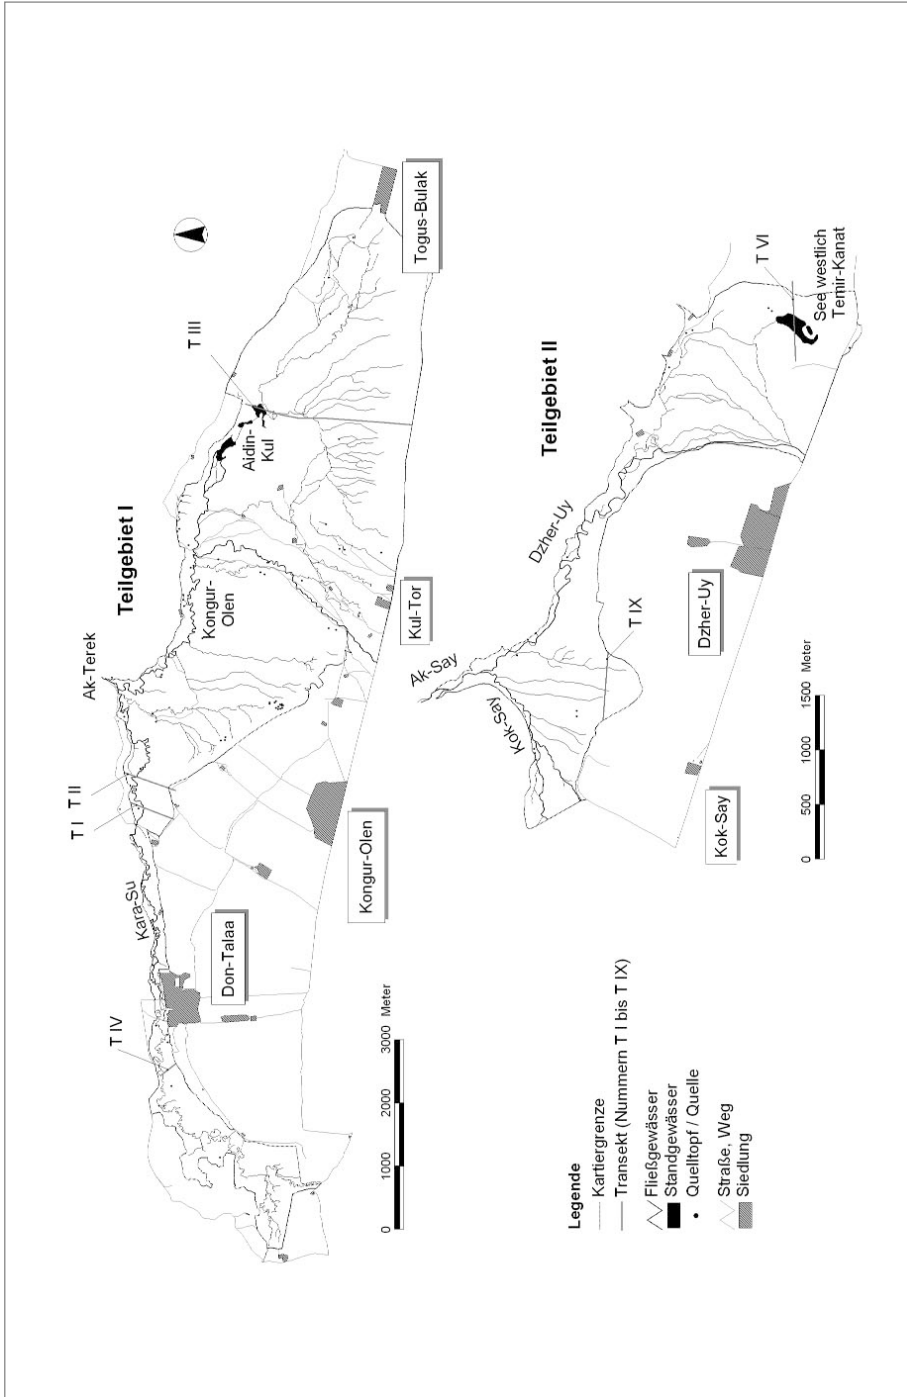 Teilgebiet I
Ak-Terek
T III
Togus-Bulak
T I
T II
Kara-Su
T IV
Kongur-
Olen
Aidin-
Kul
Don-Talaa
Kongur-Olen
Kul-Tor
0
1000
2000
3000
Meter
Teilgebiet II
Ak-Say
Kok-Say
Dzher-Uy
T VI
See westlich
Temir-Kanat
T IX
Dzher-Uy
Kok-Say
0
500
1000
1500
Meter
Legende
Kartiergrenze
Transekt (Nummern T I bis T IX)
Fließgewässer
Standgewässer
Quelltopf / Quelle
Straße, Weg
Siedlung